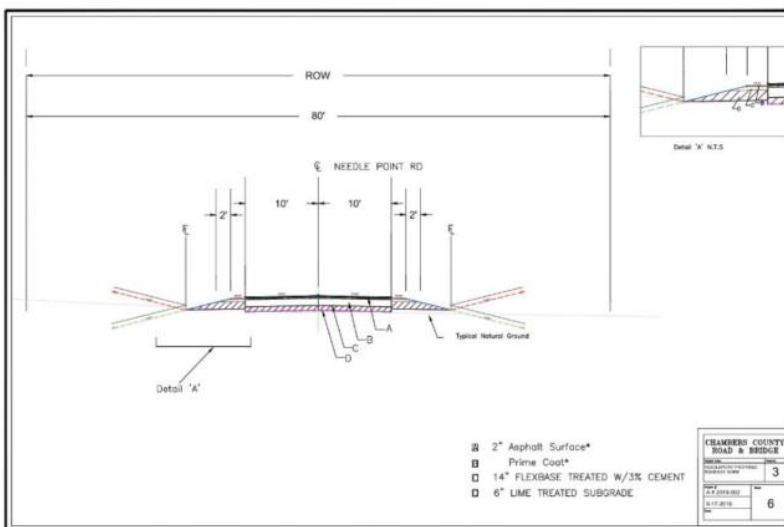 ROW
80'
℄ NEEDLE POINT RD
2'
10'
10'
2'
A
B
C
D
Typical Natural Ground
Detail 'A'
Detail 'A' N.T.S
A 2" Asphalt Surface*
B Prime Coat*
14" FLEXBASE TREATED W/3% CEMENT
6" LIME TREATED SUBGRADE
CHAMBERS COUNTY
ROAD & BRIDGE
3
6